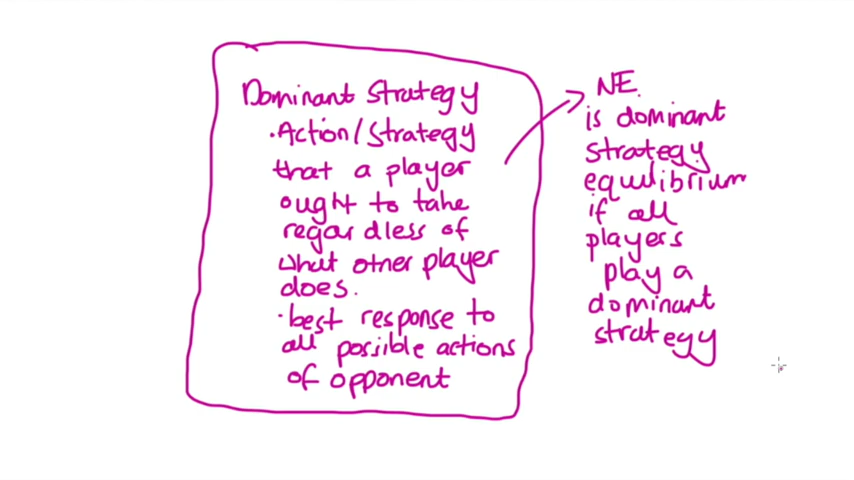 Dominant Strategy
· Action/Strategy
that a player
ought to take
regardless of
what other player
does.
· best response to
all possible actions
of opponent
NE
is dominant
strategy
equilibrium
if all
players
play a
dominant
strategy